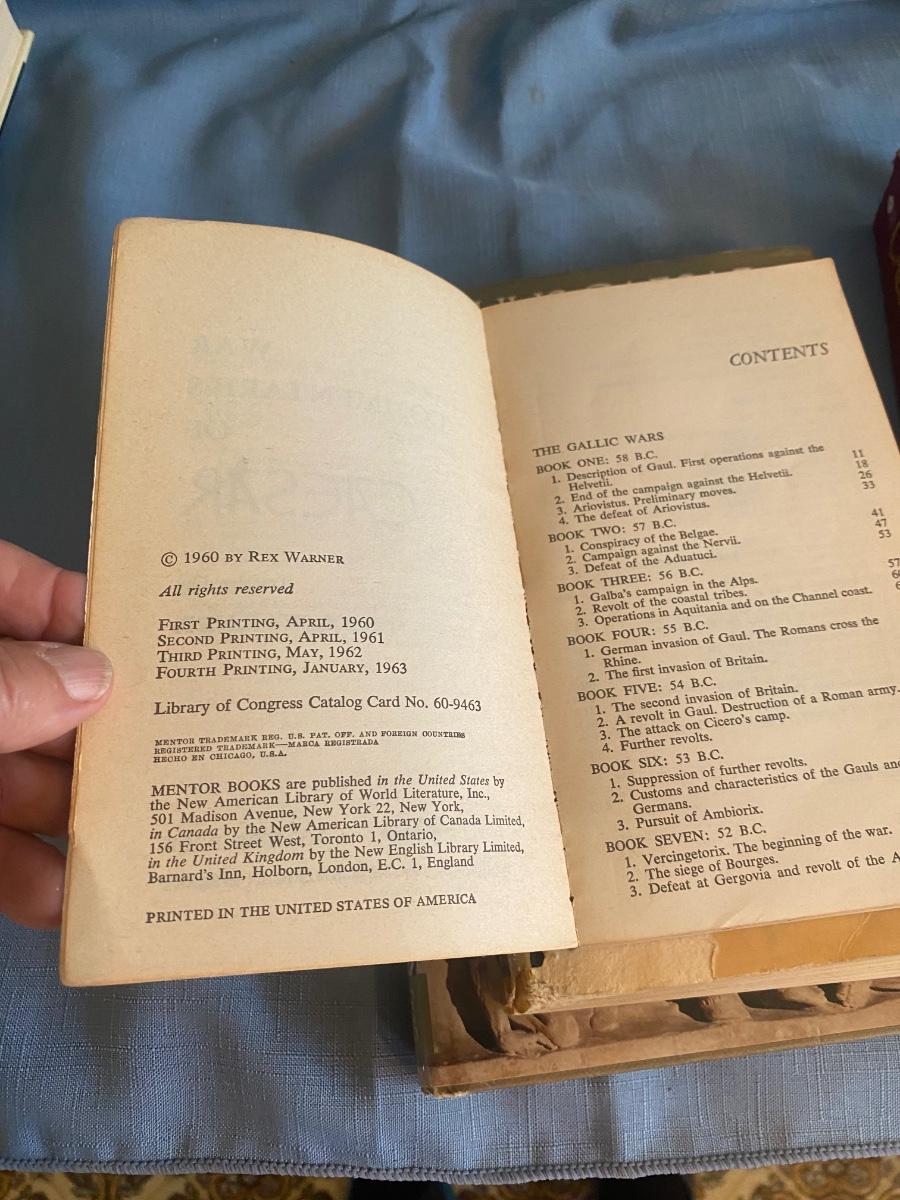 © 1960 BY REX WARNER
All rights reserved
FIRST PRINTING, APRIL, 1960
SECOND PRINTING, APRIL, 1961
THIRD PRINTING, MAY, 1962
FOURTH PRINTING, JANUARY, 1963
Library of Congress Catalog Card No. 60-9463
MENTOR TRADEMARK REG. U.S. PAT. OFF. AND FOREIGN COUNTRIES
REGISTERED TRADEMARK—MARCA REGISTRADA
HECHO EN CHICAGO, U.S.A.
MENTOR BOOKS are published in the United States by
the New American Library of World Literature, Inc.,
501 Madison Avenue, New York 22, New York,
in Canada by the New American Library of Canada Limited,
156 Front Street West, Toronto 1, Ontario,
in the United Kingdom by the New English Library Limited,
Barnard's Inn, Holborn, London, E.C. 1, England
PRINTED IN THE UNITED STATES OF AMERICA
CONTENTS
THE GALLIC WARS
BOOK ONE: 58 B.C.
1. Description of Gaul. First operations against the
Helvetii. 11
2. End of the campaign against the Helvetii. 18
3. Ariovistus. Preliminary moves. 26
4. The defeat of Ariovistus. 33
BOOK TWO: 57 B.C.
1. Conspiracy of the Belgae. 41
2. Campaign against the Nervii. 47
3. Defeat of the Aduatuci. 53
BOOK THREE: 56 B.C.
1. Galba's campaign in the Alps. 57
2. Revolt of the coastal tribes.
3. Operations in Aquitania and on the Channel coast.
BOOK FOUR: 55 B.C.
1. German invasion of Gaul. The Romans cross the
Rhine.
2. The first invasion of Britain.
BOOK FIVE: 54 B.C.
1. The second invasion of Britain.
2. A revolt in Gaul. Destruction of a Roman army.
3. The attack on Cicero's camp.
4. Further revolts.
BOOK SIX: 53 B.C.
1. Suppression of further revolts.
2. Customs and characteristics of the Gauls and
Germans.
3. Pursuit of Ambiorix.
BOOK SEVEN: 52 B.C.
1. Vercingetorix. The beginning of the war.
2. The siege of Bourges.
3. Defeat at Gergovia and revolt of the A